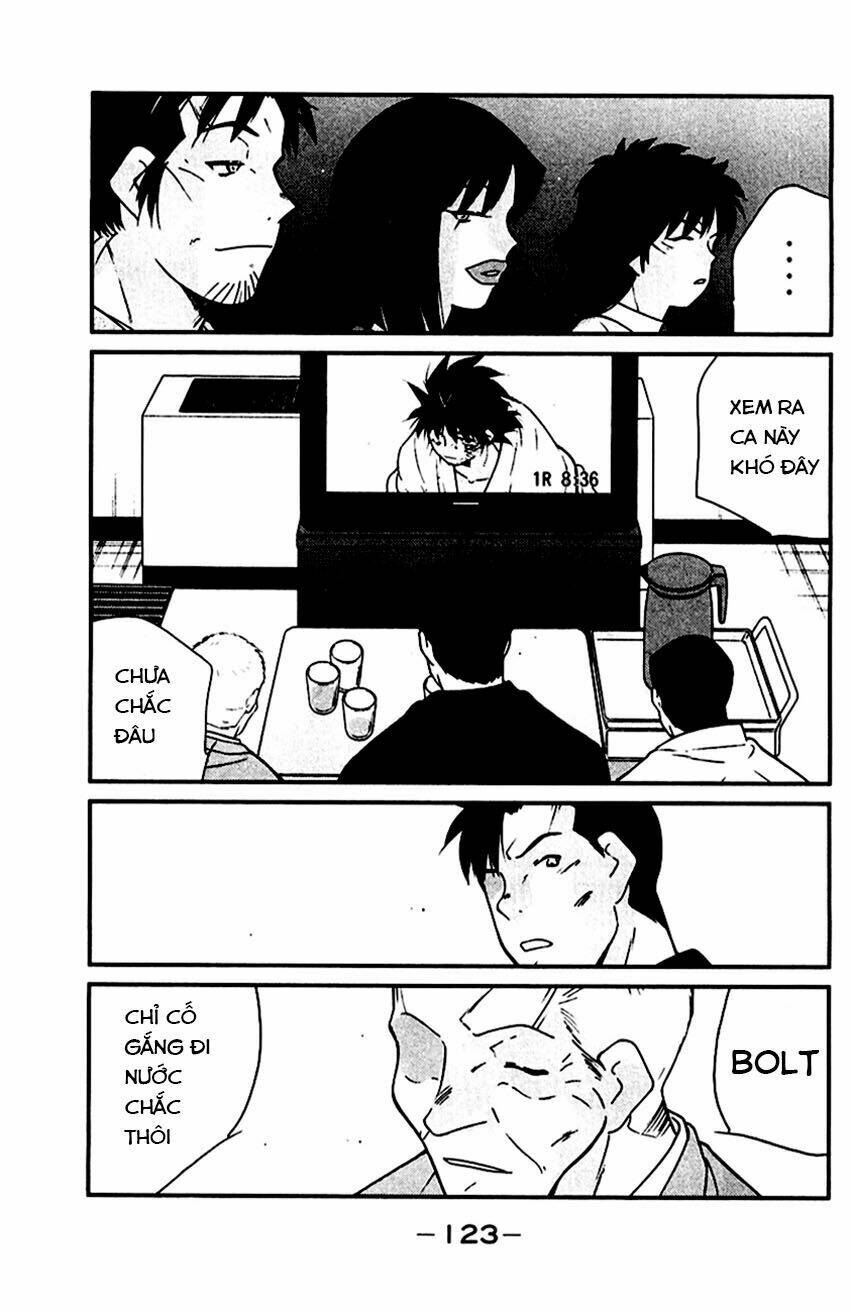 ....
XEM RA
CA NÀY
KHÓ ĐÂY
1R 8:36
CHƯA
CHẮC
ĐÂU
BOLT
CHỈ CỐ
GẮNG ĐI
NƯỚC
CHẮC
THÔI
-123-